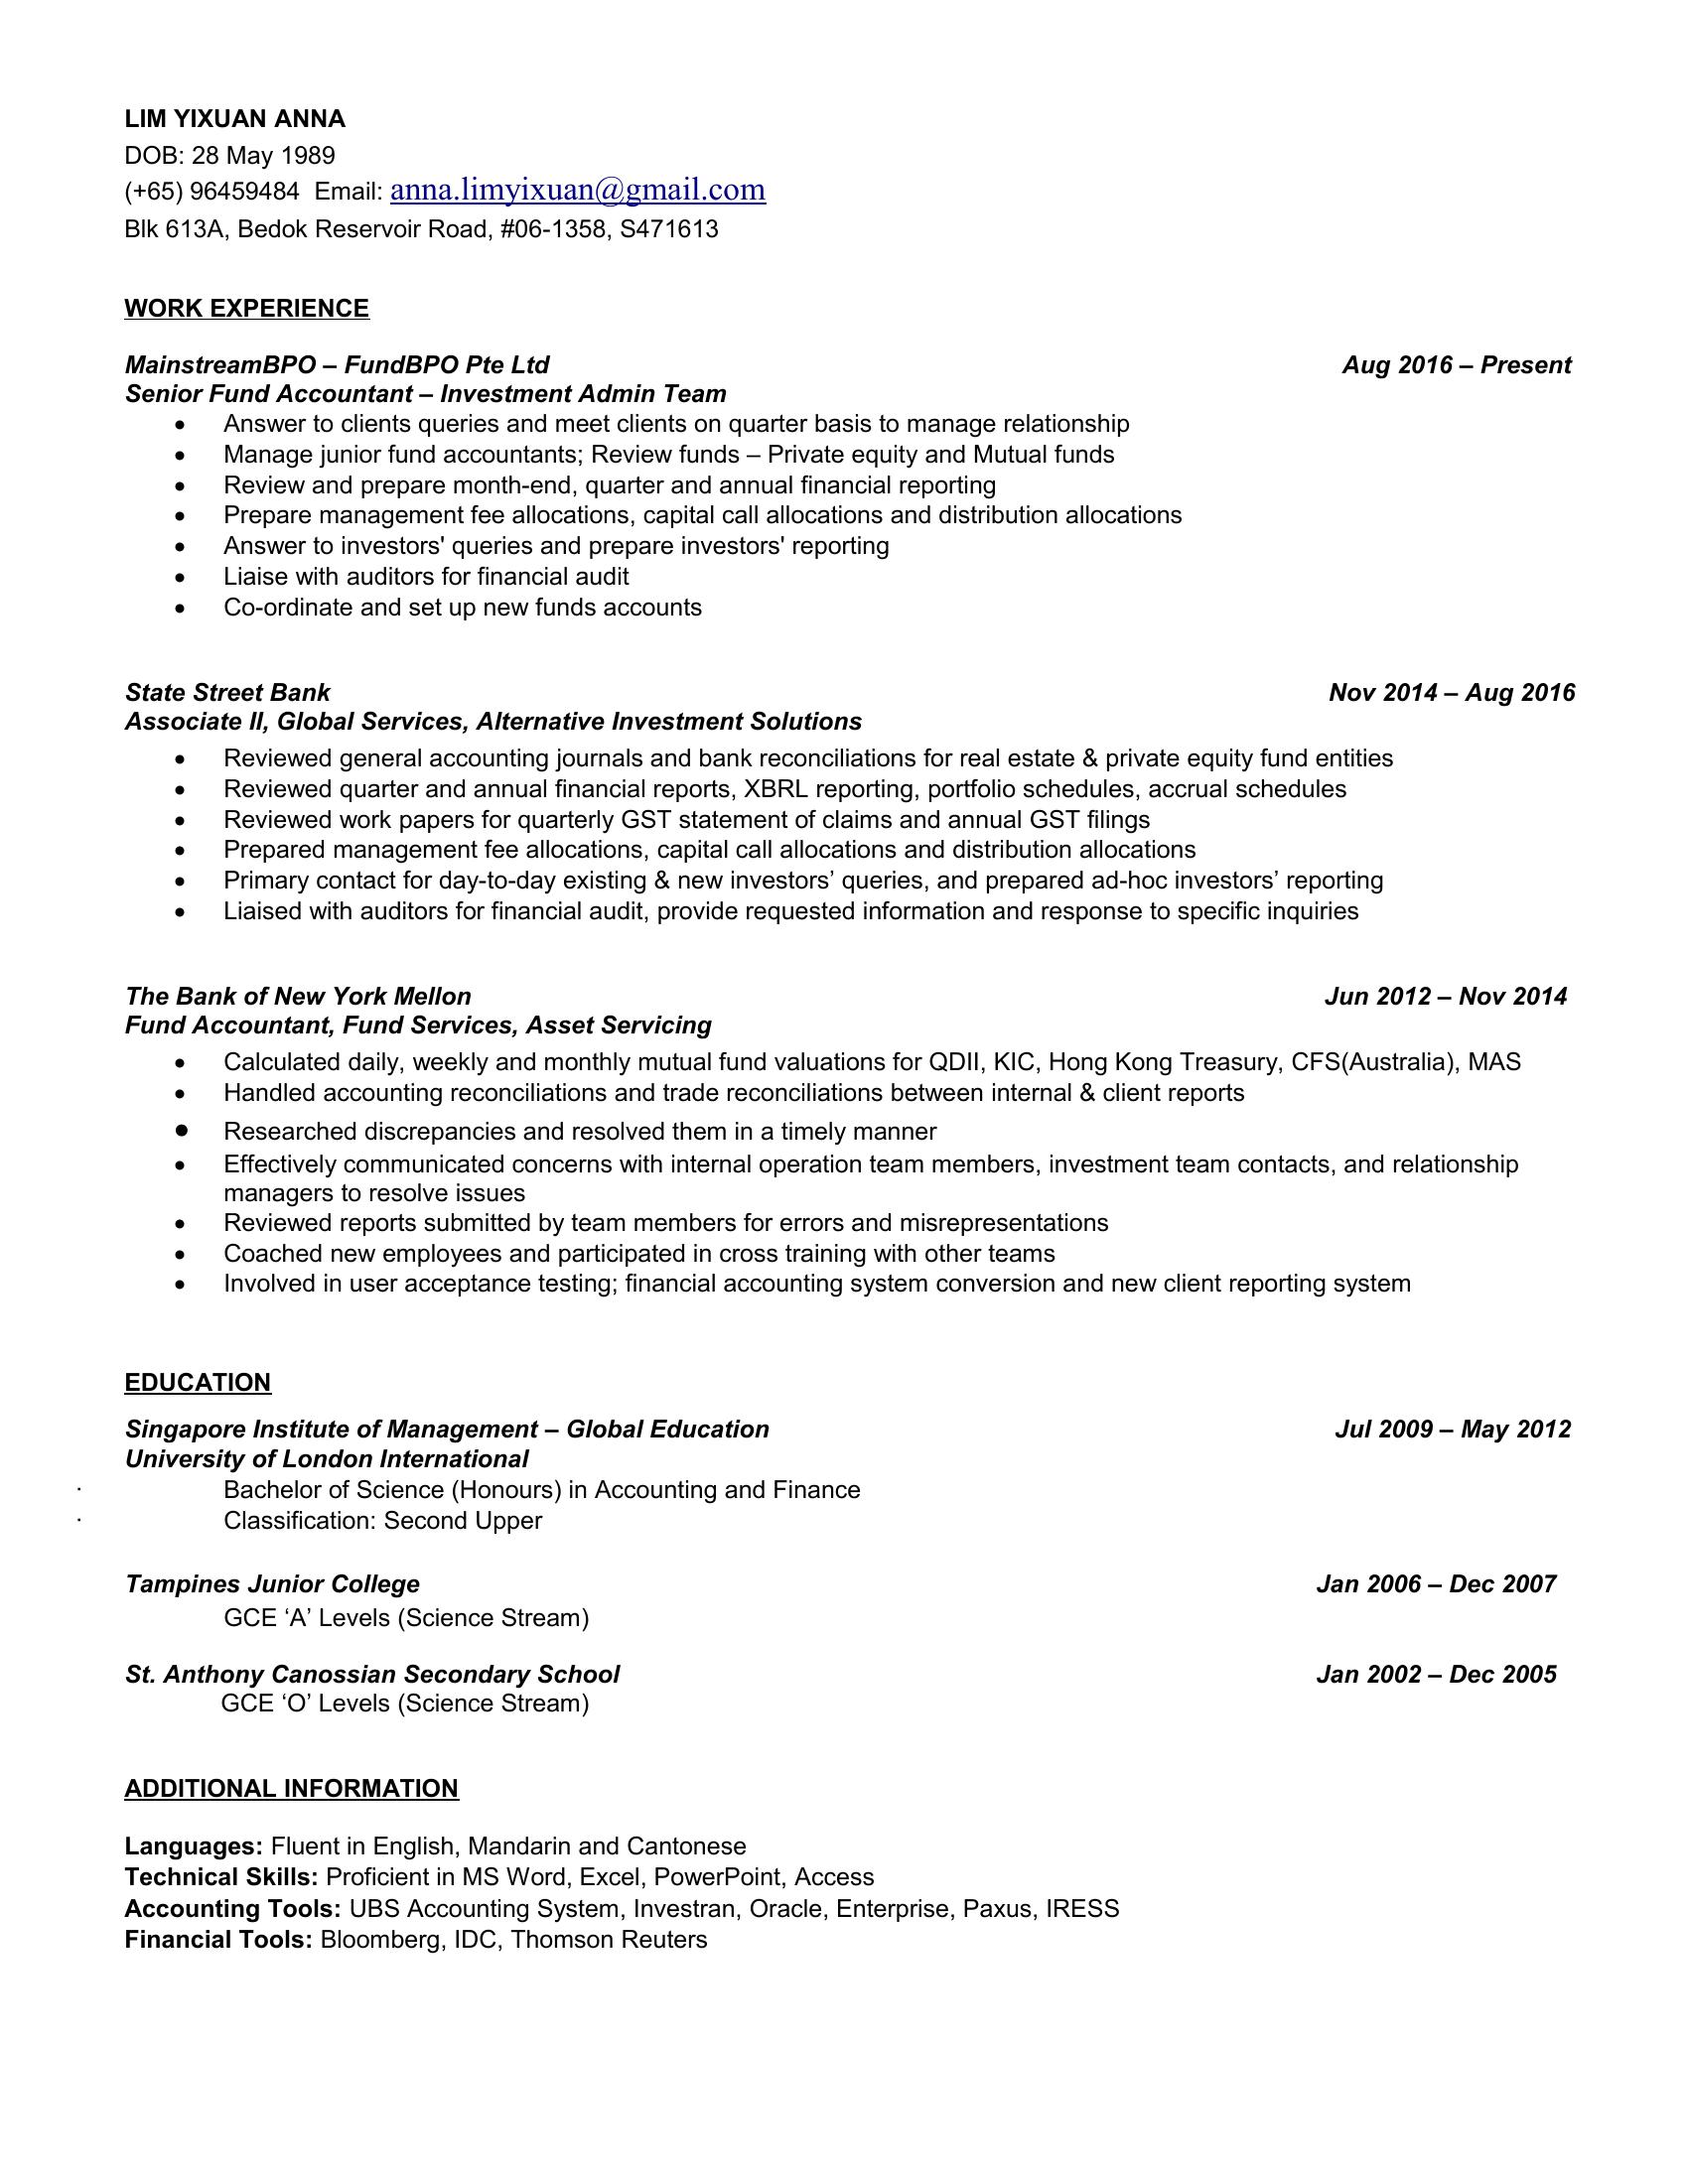 LIM YIXUAN ANNA
DOB: 28 May 1989
(+65) 96459484  Email: anna.limyixuan@gmail.com
Blk 613A, Bedok Reservoir Road, #06-1358, S471613
WORK EXPERIENCE
MainstreamBPO – FundBPO Pte Ltd Aug 2016 – Present
Senior Fund Accountant – Investment Admin Team
• Answer to clients queries and meet clients on quarter basis to manage relationship
• Manage junior fund accountants; Review funds – Private equity and Mutual funds
• Review and prepare month-end, quarter and annual financial reporting
• Prepare management fee allocations, capital call allocations and distribution allocations
• Answer to investors' queries and prepare investors' reporting
• Liaise with auditors for financial audit
• Co-ordinate and set up new funds accounts
State Street Bank Nov 2014 – Aug 2016
Associate II, Global Services, Alternative Investment Solutions
• Reviewed general accounting journals and bank reconciliations for real estate & private equity fund entities
• Reviewed quarter and annual financial reports, XBRL reporting, portfolio schedules, accrual schedules
• Reviewed work papers for quarterly GST statement of claims and annual GST filings
• Prepared management fee allocations, capital call allocations and distribution allocations
• Primary contact for day-to-day existing & new investors’ queries, and prepared ad-hoc investors’ reporting
• Liaised with auditors for financial audit, provide requested information and response to specific inquiries
The Bank of New York Mellon Jun 2012 – Nov 2014
Fund Accountant, Fund Services, Asset Servicing
• Calculated daily, weekly and monthly mutual fund valuations for QDII, KIC, Hong Kong Treasury, CFS(Australia), MAS
• Handled accounting reconciliations and trade reconciliations between internal & client reports
• Researched discrepancies and resolved them in a timely manner
• Effectively communicated concerns with internal operation team members, investment team contacts, and relationship
managers to resolve issues
• Reviewed reports submitted by team members for errors and misrepresentations
• Coached new employees and participated in cross training with other teams
• Involved in user acceptance testing; financial accounting system conversion and new client reporting system
EDUCATION
Singapore Institute of Management – Global Education Jul 2009 – May 2012
University of London International
· Bachelor of Science (Honours) in Accounting and Finance
· Classification: Second Upper
Tampines Junior College Jan 2006 – Dec 2007
GCE ‘A’ Levels (Science Stream)
St. Anthony Canossian Secondary School Jan 2002 – Dec 2005
GCE ‘O’ Levels (Science Stream)
ADDITIONAL INFORMATION
Languages: Fluent in English, Mandarin and Cantonese
Technical Skills: Proficient in MS Word, Excel, PowerPoint, Access
Accounting Tools: UBS Accounting System, Investran, Oracle, Enterprise, Paxus, IRESS
Financial Tools: Bloomberg, IDC, Thomson Reuters